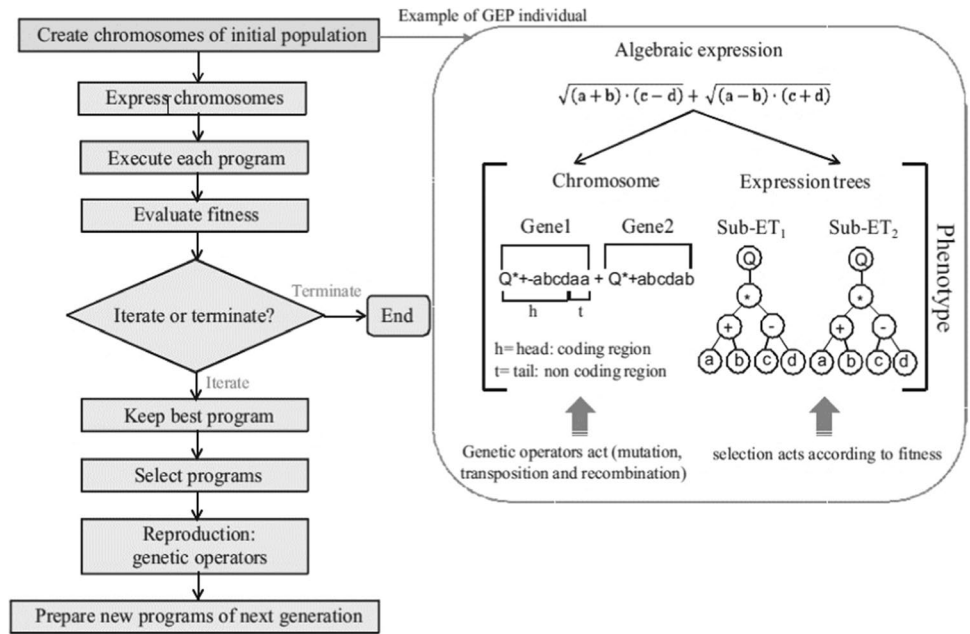 Create chromosomes of initial population
Express chromosomes
Execute each program
Evaluate fitness
Iterate or terminate?
Terminate
End
Iterate
Keep best program
Select programs
Reproduction:
genetic operators
Prepare new programs of next generation
Example of GEP individual
Algebraic expression
√(a+b)·(c−d) + √(a−b)·(c+d)
Chromosome
Expression trees
Gene1 Gene2
Q*+-abcdaa + Q*+abcdab
h t
h=head: coding region
t=tail: non coding region
Sub-ET₁ Sub-ET₂
Q Q
* *
+ - + -
a b c d a b c d
Phenotype
Genetic operators act (mutation,
transposition and recombination)
selection acts according to fitness